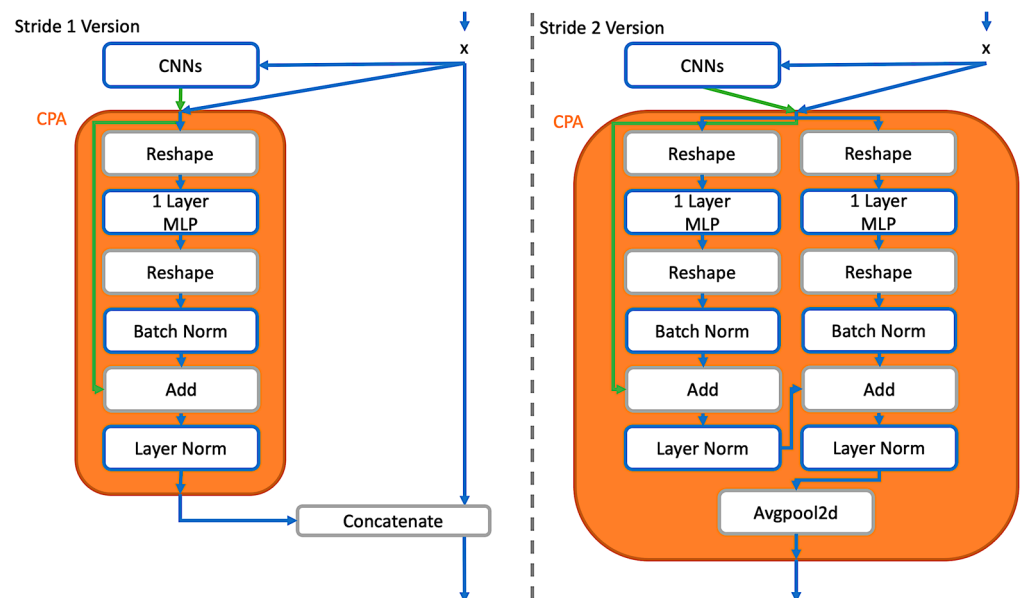 Stride 1 Version
x
CNNs
CPA
Reshape
1 Layer
MLP
Reshape
Batch Norm
Add
Layer Norm
Concatenate
Stride 2 Version
x
CNNs
CPA
Reshape
1 Layer
MLP
Reshape
Batch Norm
Add
Layer Norm
Reshape
1 Layer
MLP
Reshape
Batch Norm
Add
Layer Norm
Avgpool2d